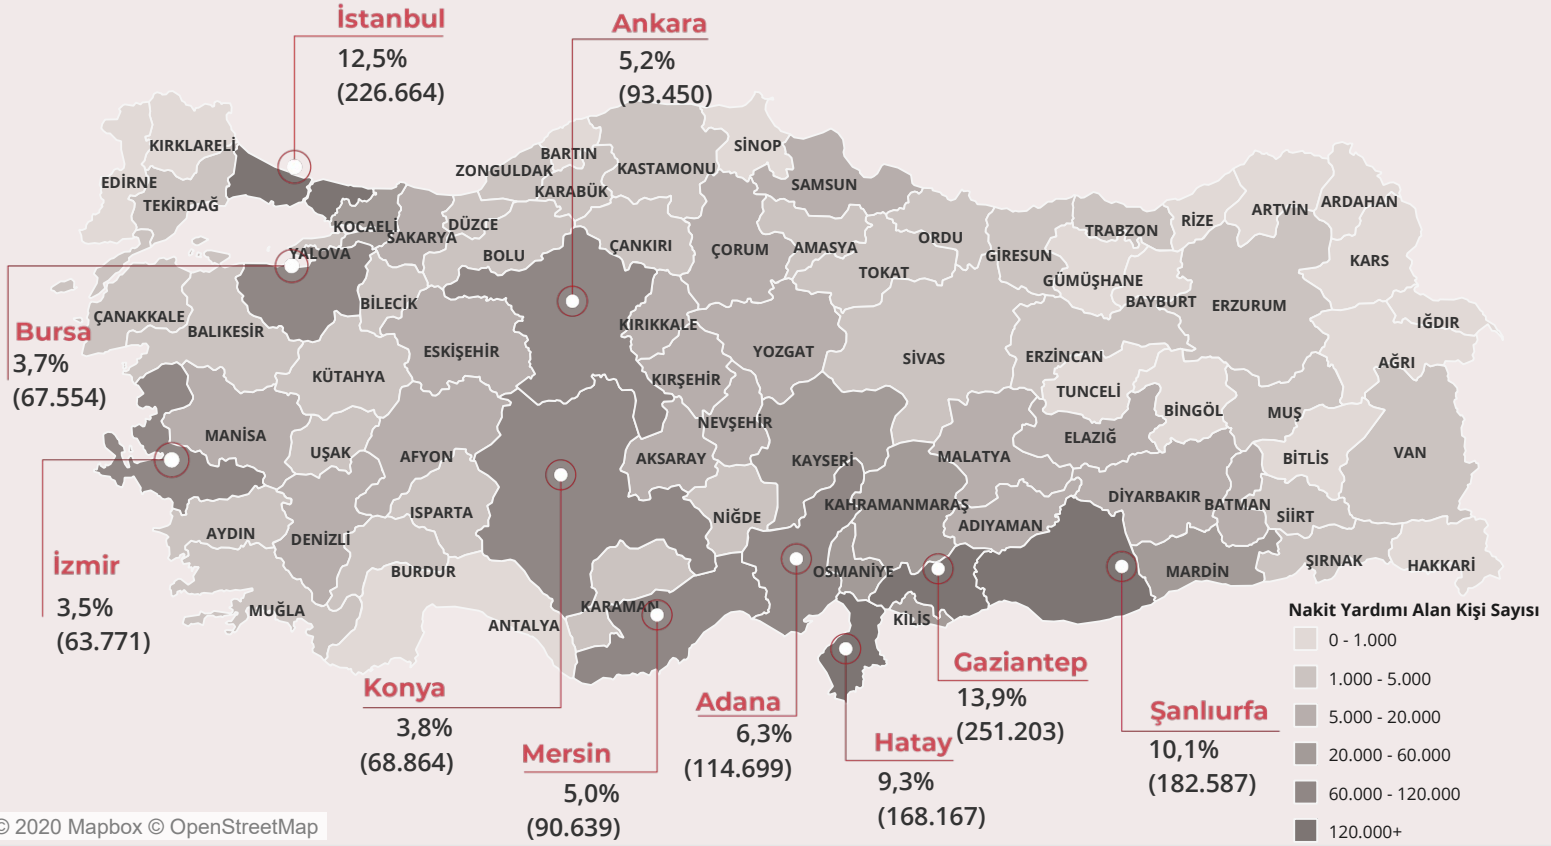 İstanbul
12,5%
(226.664)
Ankara
5,2%
(93.450)
KIRKLARELİ
EDİRNE
TEKİRDAĞ
KOCAELİ
SAKARYA
YALOVA
DÜZCE
BOLU
ZONGULDAK
BARTIN
KARABÜK
KASTAMONU
SİNOP
SAMSUN
ÇANKIRI
ÇORUM
AMASYA
ORDU
TOKAT
GİRESUN
TRABZON
RİZE
ARTVİN
ARDAHAN
KARS
GÜMÜŞHANE
BAYBURT
ERZURUM
IĞDIR
AĞRI
ÇANAKKALE
BALIKESİR
BİLECİK
ESKİŞEHİR
KÜTAHYA
KIRIKKALE
KIRŞEHİR
YOZGAT
SİVAS
ERZİNCAN
TUNCELİ
BİNGÖL
MUŞ
BİTLİS
VAN
Bursa
3,7%
(67.554)
MANİSA
UŞAK
AFYON
ISPARTA
NEVŞEHİR
AKSARAY
NİĞDE
KAYSERİ
MALATYA
ELAZIĞ
KAHRAMANMARAŞ
ADIYAMAN
DİYARBAKIR
BATMAN
SİİRT
ŞIRNAK
HAKKARİ
MARDİN
AYDIN
DENİZLİ
BURDUR
MUĞLA
ANTALYA
KARAMAN
OSMANİYE
KİLİS
İzmir
3,5%
(63.771)
Konya
3,8%
(68.864)
Mersin
5,0%
(90.639)
Adana
6,3%
(114.699)
Hatay
9,3%
(168.167)
Gaziantep
13,9%
(251.203)
Şanlıurfa
10,1%
(182.587)
Nakit Yardımı Alan Kişi Sayısı
0 - 1.000
1.000 - 5.000
5.000 - 20.000
20.000 - 60.000
60.000 - 120.000
120.000+
© 2020 Mapbox © OpenStreetMap